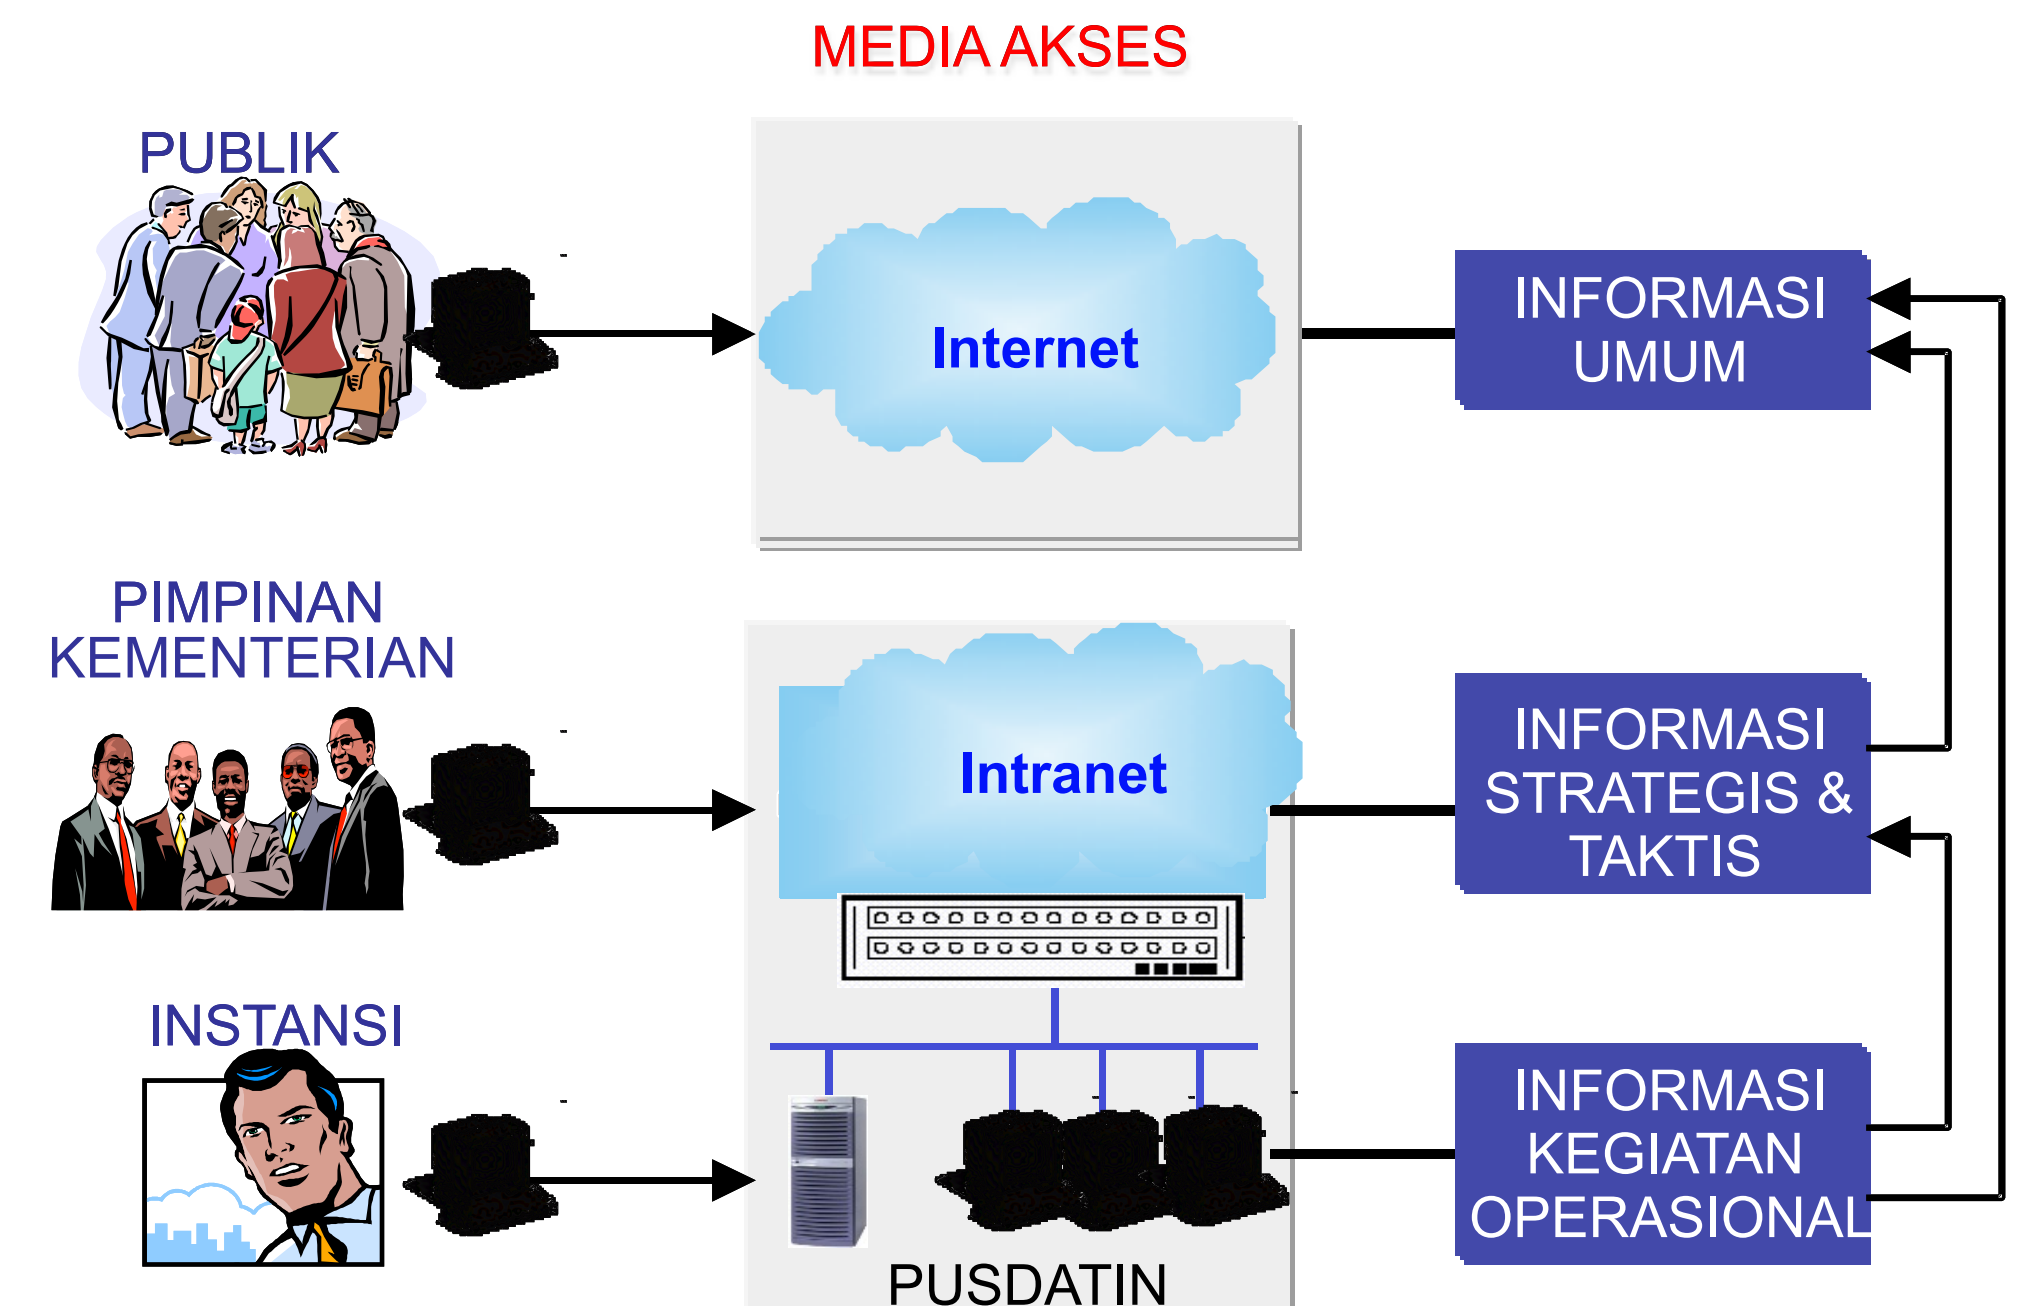 MEDIA AKSES
PUBLIK
Internet
INFORMASI
UMUM
PIMPINAN
KEMENTERIAN
Intranet
INFORMASI
STRATEGIS &
TAKTIS
INSTANSI
INFORMASI
KEGIATAN
OPERASIONAL
PUSDATIN